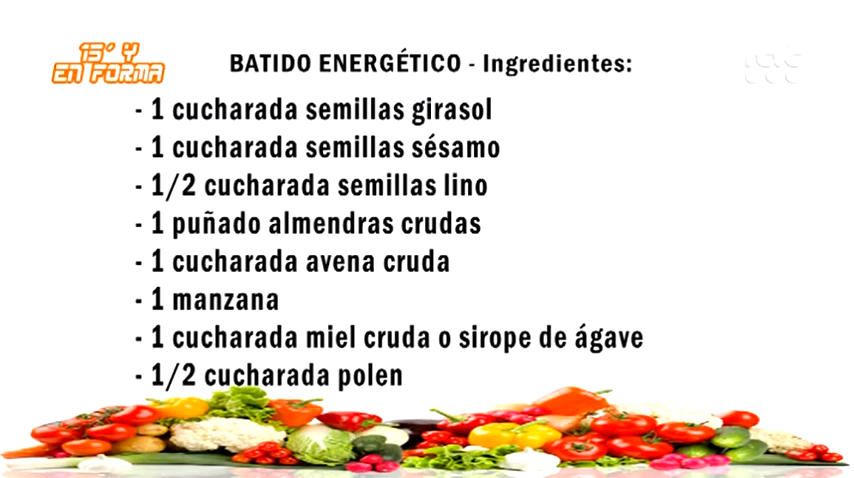 15' Y
EN FORMA
BATIDO ENERGÉTICO - Ingredientes:
- 1 cucharada semillas girasol
- 1 cucharada semillas sésamo
- 1/2 cucharada semillas lino
- 1 puñado almendras crudas
- 1 cucharada avena cruda
- 1 manzana
- 1 cucharada miel cruda o sirope de ágave
- 1/2 cucharada polen